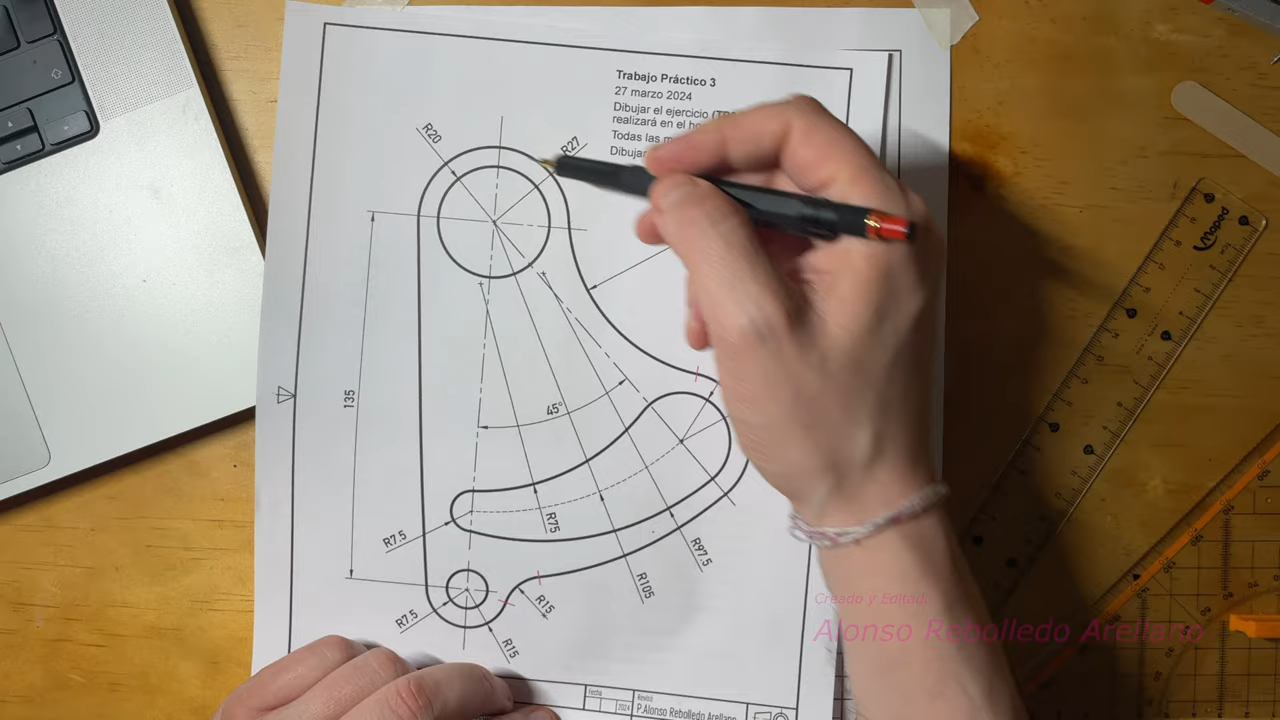 Trabajo Práctico 3
27 marzo 2024
Dibujar el ejercicio
realizará en el
Todas las
R20
R27
135
45°
R7.5
R75
R97.5
R105
R7.5
R15
R15
Fecha
2024
Revisó
P.Alonso Rebolledo Arellano
Maped
Creado y Editado:
Alonso Rebolledo Arellano